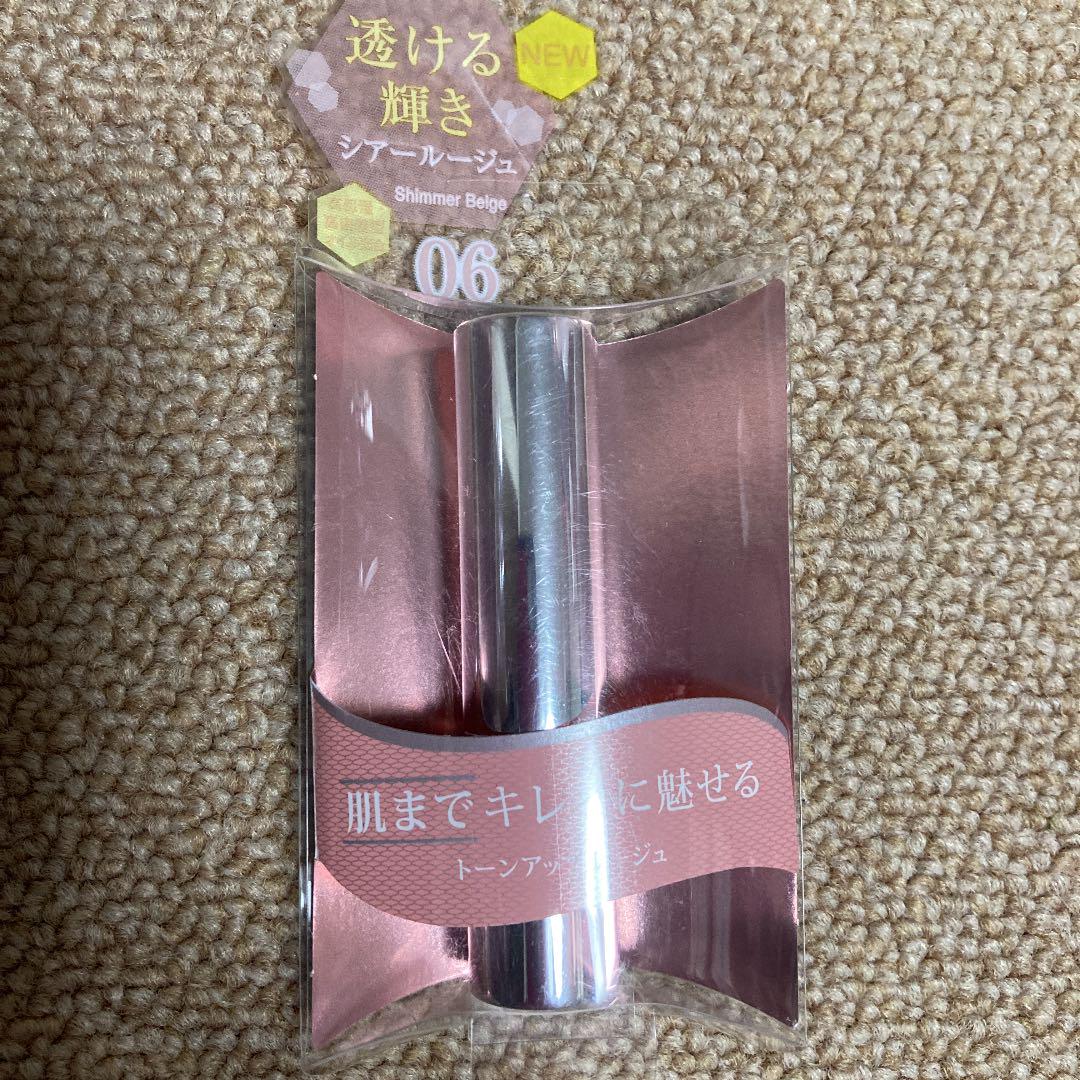 透ける
輝き
シアールージュ
Shimmer Beige
NEW
06
肌まで キレ に魅せる
トーンアッ ージュ